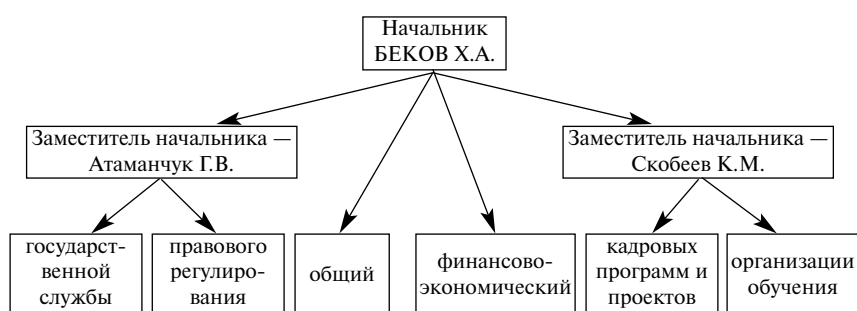 Начальник
БЕКОВ Х.А.
Заместитель начальника —
Атаманчук Г.В.
Заместитель начальника —
Скобеев К.М.
государст-
венной
службы
правового
регулиро-
вания
общий
финансово-
экономический
кадровых
программ и
проектов
организации
обучения